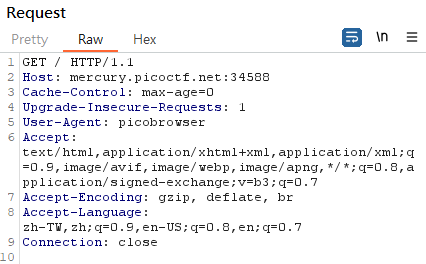 Request
Pretty Raw Hex \n
1 GET / HTTP/1.1
2 Host: mercury.picoctf.net:34588
3 Cache-Control: max-age=0
4 Upgrade-Insecure-Requests: 1
5 User-Agent: picobrowser
6 Accept:
text/html,application/xhtml+xml,application/xml;q
=0.9,image/avif,image/webp,image/apng,*/*;q=0.8,a
pplication/signed-exchange;v=b3;q=0.7
7 Accept-Encoding: gzip, deflate, br
8 Accept-Language:
zh-TW,zh;q=0.9,en-US;q=0.8,en;q=0.7
9 Connection: close
10